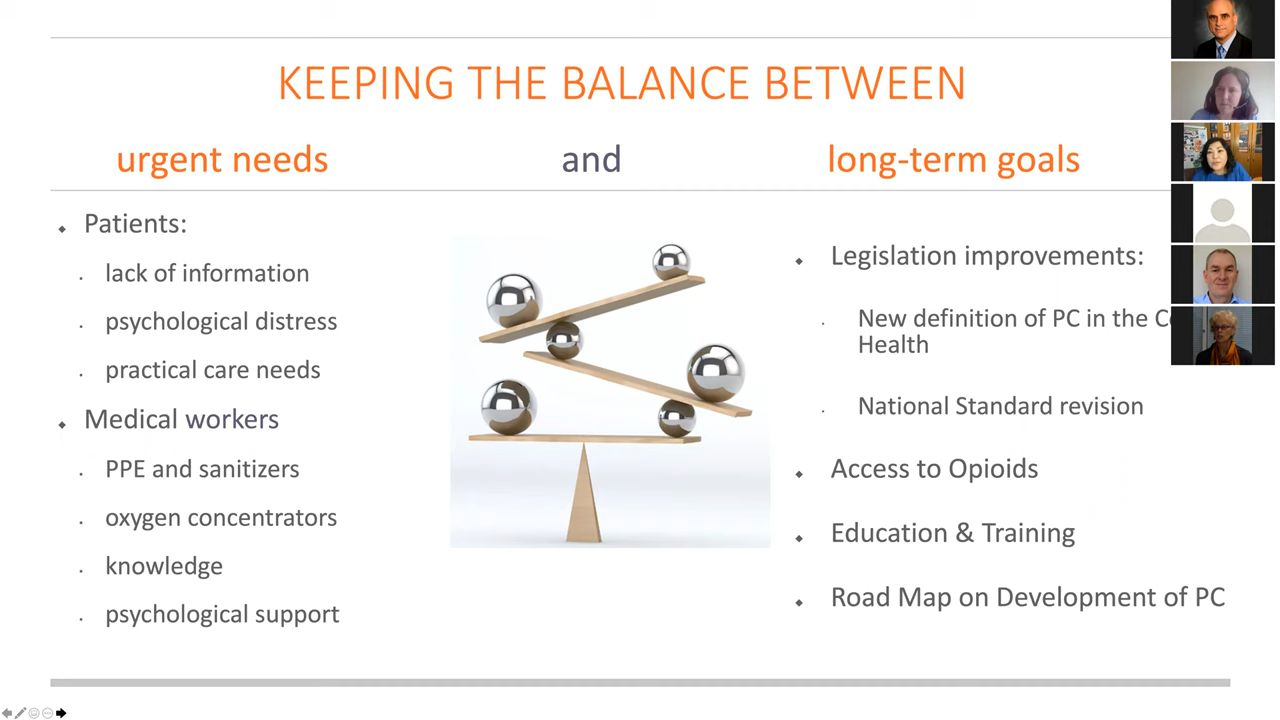 KEEPING THE BALANCE BETWEEN
urgent needs and long-term goals
Patients:
lack of information
psychological distress
practical care needs
Medical workers
PPE and sanitizers
oxygen concentrators
knowledge
psychological support
Legislation improvements:
New definition of PC in the
Health
National Standard revision
Access to Opioids
Education & Training
Road Map on Development of PC